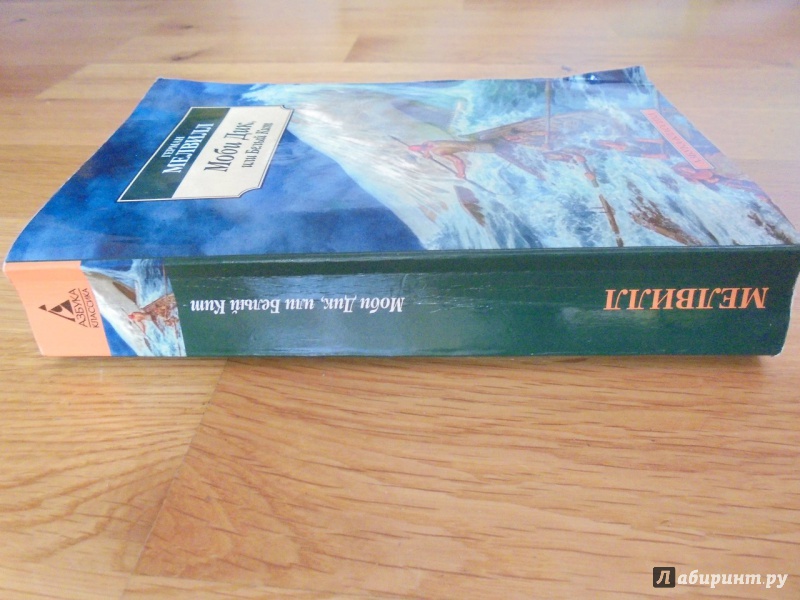 ГЕРМАН
МЕЛВИЛЛ
Моби Дик,
или Белый Кит
МЕЛВИЛЛ
Моби Дик, или Белый Кит
АЗБУКА
КЛАССИКА
Лабиринт.ру